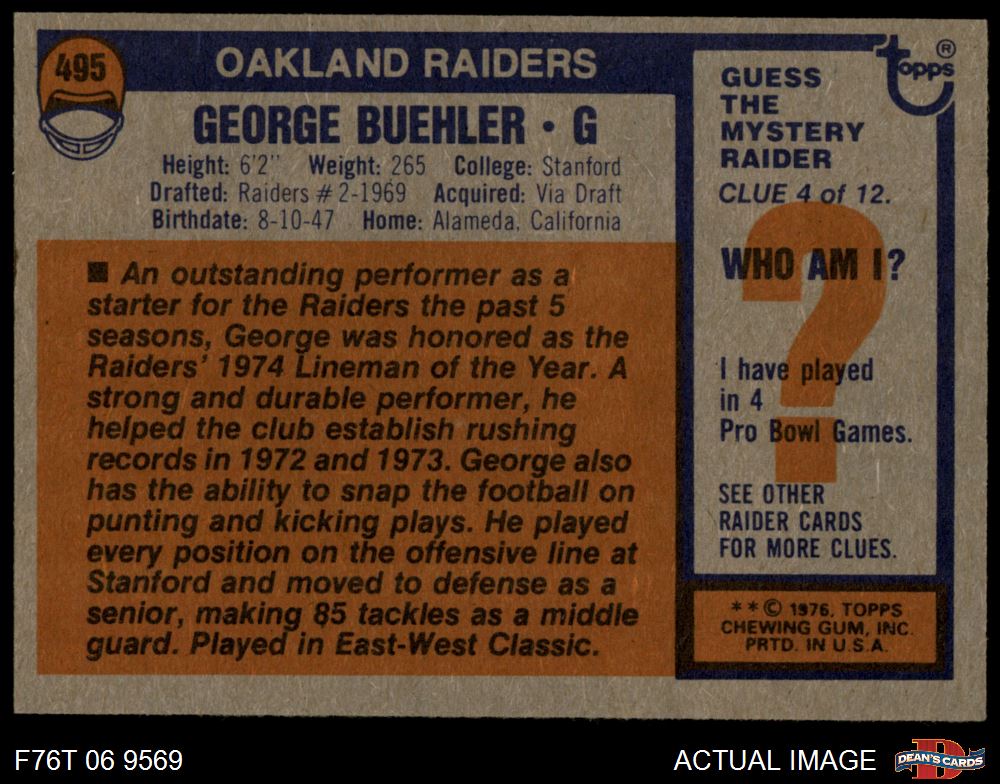 495
OAKLAND RAIDERS
GEORGE BUEHLER • G
Height: 6'2" Weight: 265 College: Stanford
Drafted: Raiders # 2-1969 Acquired: Via Draft
Birthdate: 8-10-47 Home: Alameda, California
■ An outstanding performer as a
starter for the Raiders the past 5
seasons, George was honored as the
Raiders' 1974 Lineman of the Year. A
strong and durable performer, he
helped the club establish rushing
records in 1972 and 1973. George also
has the ability to snap the football on
punting and kicking plays. He played
every position on the offensive line at
Stanford and moved to defense as a
senior, making 85 tackles as a middle
guard. Played in East-West Classic.
topps ®
GUESS
THE
MYSTERY
RAIDER
CLUE 4 of 12.
?
WHO AM I?
I have played
in 4
Pro Bowl Games.
SEE OTHER
RAIDER CARDS
FOR MORE CLUES.
* * © 1976, TOPPS
CHEWING GUM, INC.
PRTD. IN U.S.A.
F76T 06 9569
ACTUAL IMAGE
D
DEAN'S CARDS